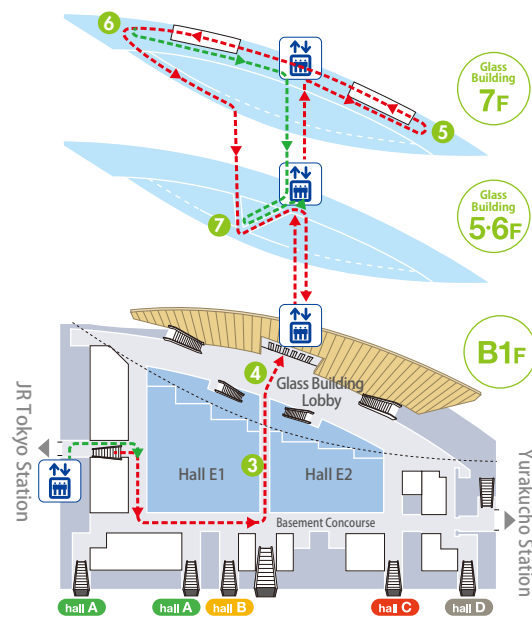 6
Glass
Building
7F
5
Glass
Building
5·6F
7
B1F
4
Glass Building
Lobby
JR Tokyo Station
Hall E1
3
Hall E2
Yurakucho Station
Basement Concourse
hall A
hall A
hall B
hall C
hall D